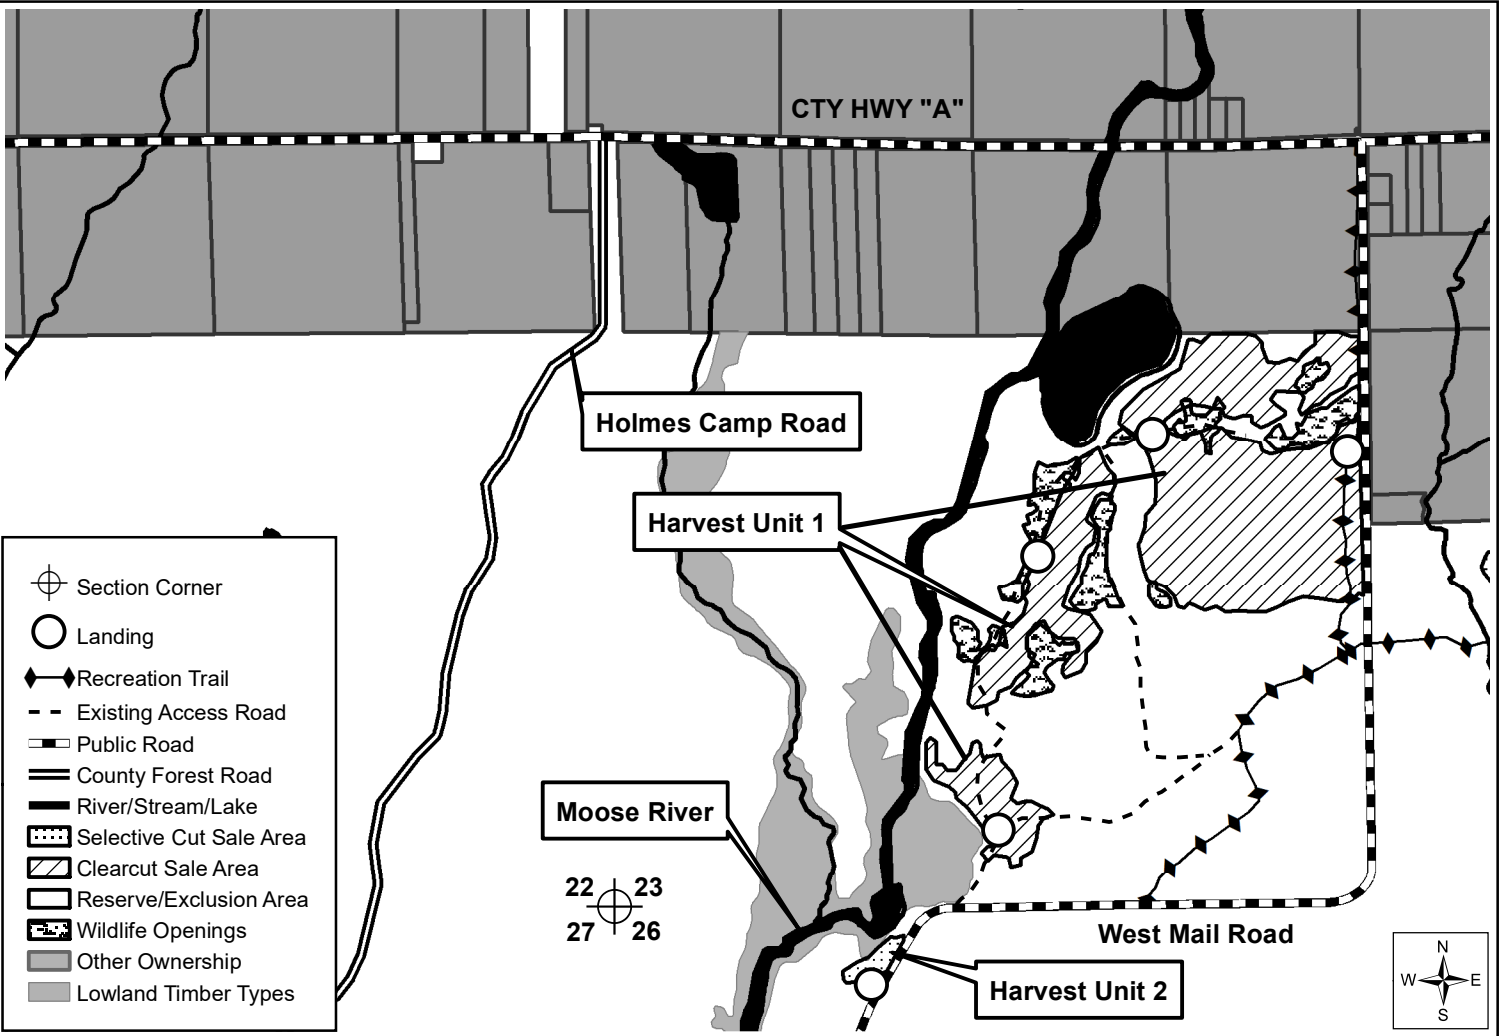 CTY HWY "A"
Holmes Camp Road
Harvest Unit 1
Section Corner
Landing
Recreation Trail
Existing Access Road
Public Road
County Forest Road
River/Stream/Lake
Selective Cut Sale Area
Clearcut Sale Area
Reserve/Exclusion Area
Wildlife Openings
Other Ownership
Lowland Timber Types
Moose River
22 23
27 26
West Mail Road
Harvest Unit 2
N
W E
S